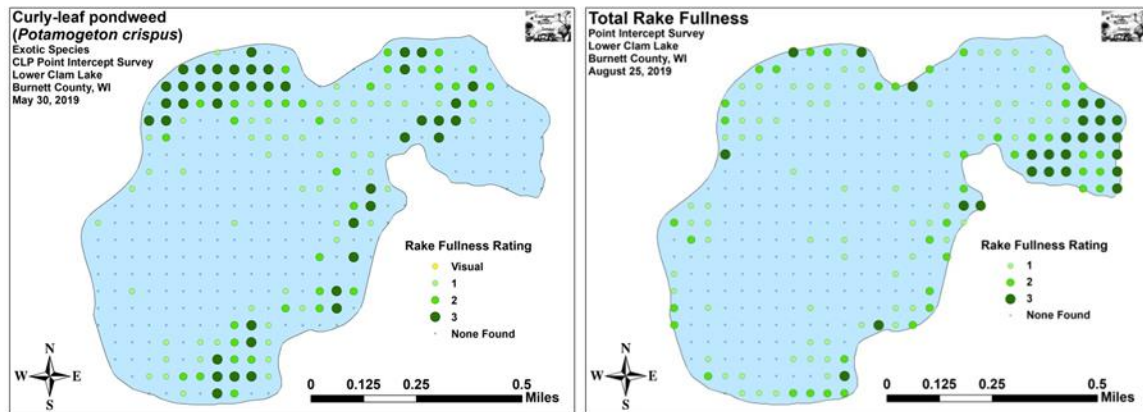 Curly-leaf pondweed
(Potamogeton crispus)
Exotic Species
CLP Point Intercept Survey
Lower Clam Lake
Burnett County, WI
May 30, 2019
Rake Fullness Rating
Visual
1
2
3
None Found
N
W
E
S
0
0.125
0.25
0.5
Miles
Total Rake Fullness
Point Intercept Survey
Lower Clam Lake
Burnett County, WI
August 25, 2019
Rake Fullness Rating
1
2
3
None Found
N
W
E
S
0
0.125
0.25
0.5
Miles